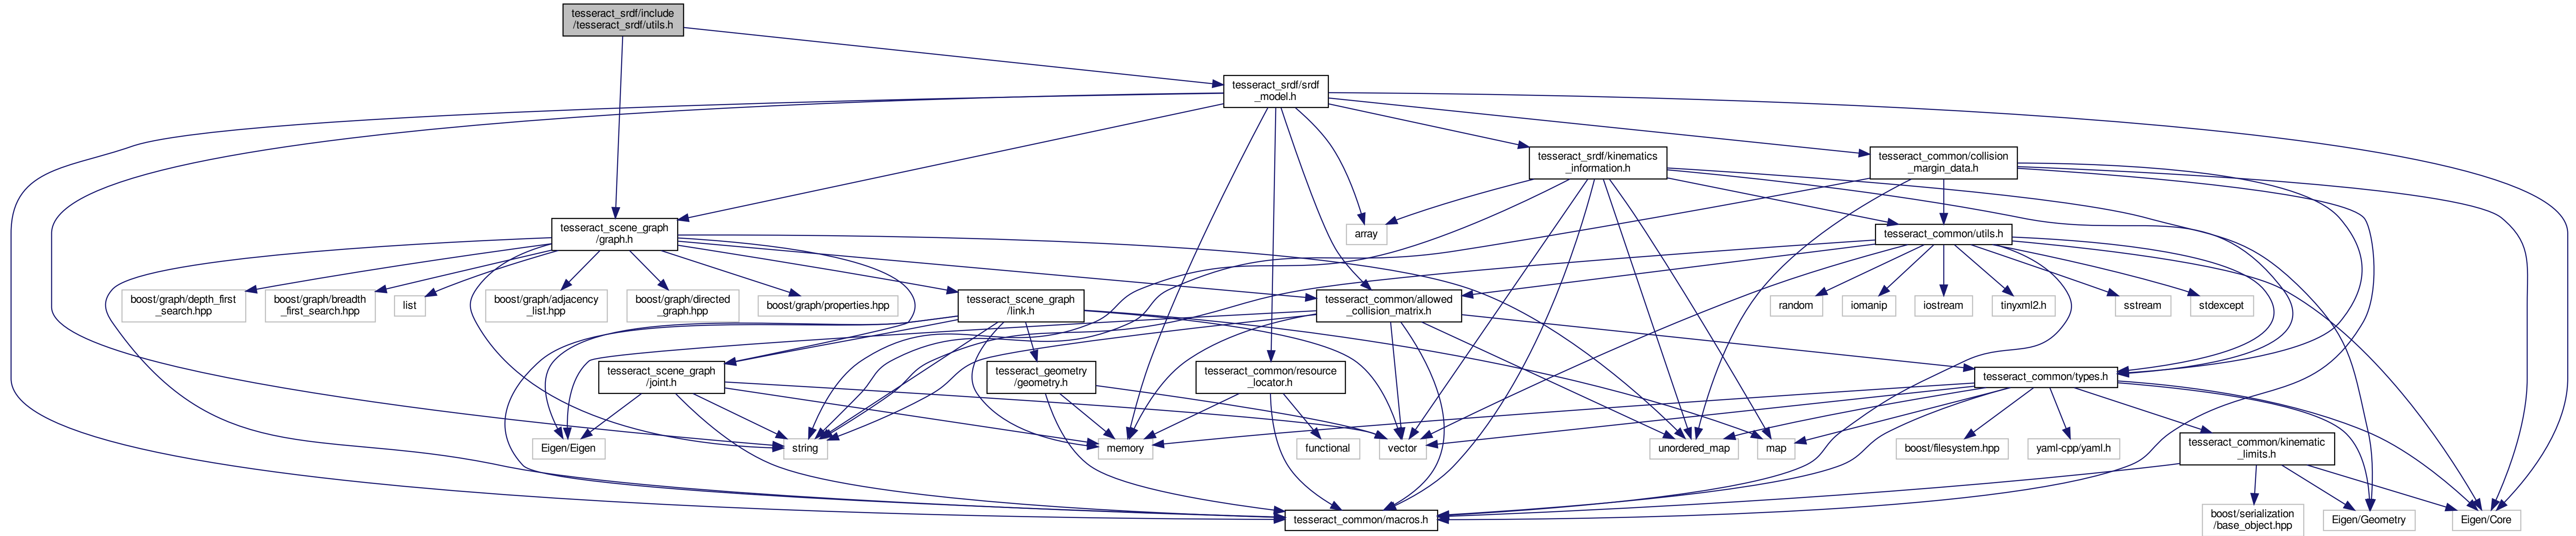 tesseract_srdf/include
/tesseract_srdf/utils.h
tesseract_srdf/srdf
_model.h
tesseract_srdf/kinematics
_information.h
tesseract_common/collision
_margin_data.h
tesseract_scene_graph
/graph.h
array
tesseract_common/utils.h
boost/graph/depth_first
_search.hpp
boost/graph/breadth
_first_search.hpp
list
boost/graph/adjacency
_list.hpp
boost/graph/directed
_graph.hpp
boost/graph/properties.hpp
tesseract_scene_graph
/link.h
tesseract_common/allowed
_collision_matrix.h
random
iomanip
iostream
tinyxml2.h
sstream
stdexcept
tesseract_scene_graph
/joint.h
tesseract_geometry
/geometry.h
tesseract_common/resource
_locator.h
tesseract_common/types.h
Eigen/Eigen
string
memory
functional
vector
unordered_map
map
boost/filesystem.hpp
yaml-cpp/yaml.h
tesseract_common/kinematic
_limits.h
tesseract_common/macros.h
boost/serialization
/base_object.hpp
Eigen/Geometry
Eigen/Core